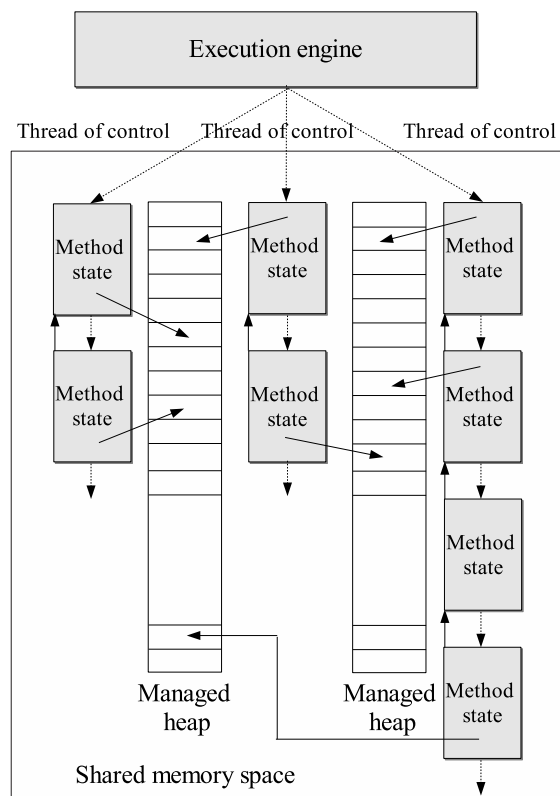 Execution engine
Thread of control
Thread of control
Thread of control
Method
state
Method
state
Method
state
Method
state
Method
state
Method
state
Method
state
Method
state
Managed
heap
Managed
heap
Shared memory space